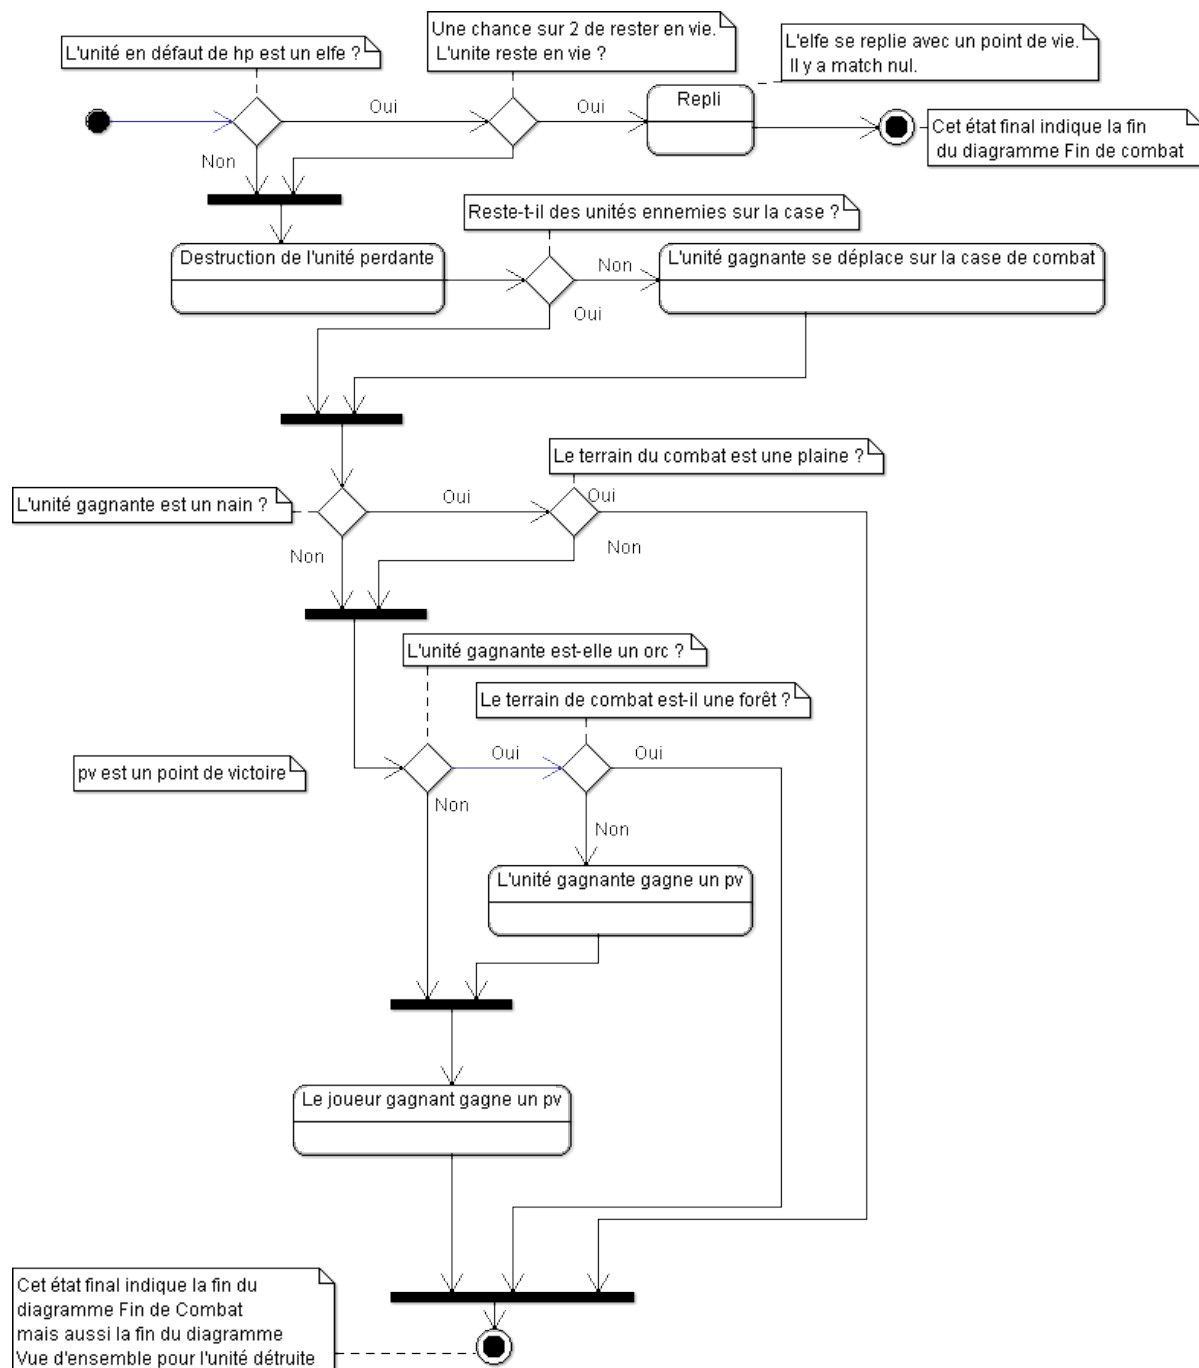 Une chance sur 2 de rester en vie.
L'unite reste en vie ?
L'unité en défaut de hp est un elfe ?
L'elfe se replie avec un point de vie.
Il y a match nul.
Oui
Oui
Repli
Cet état final indique la fin
du diagramme Fin de combat
Non
Reste-t-il des unités ennemies sur la case ?
Destruction de l'unité perdante
Non
L'unité gagnante se déplace sur la case de combat
Oui
Le terrain du combat est une plaine ?
L'unité gagnante est un nain ?
Oui
Oui
Non
Non
L'unité gagnante est-elle un orc ?
Le terrain de combat est-il une forêt ?
Oui
Oui
pv est un point de victoire
Non
Non
L'unité gagnante gagne un pv
Le joueur gagnant gagne un pv
Cet état final indique la fin du
diagramme Fin de Combat
mais aussi la fin du diagramme
Vue d'ensemble pour l'unité détruite